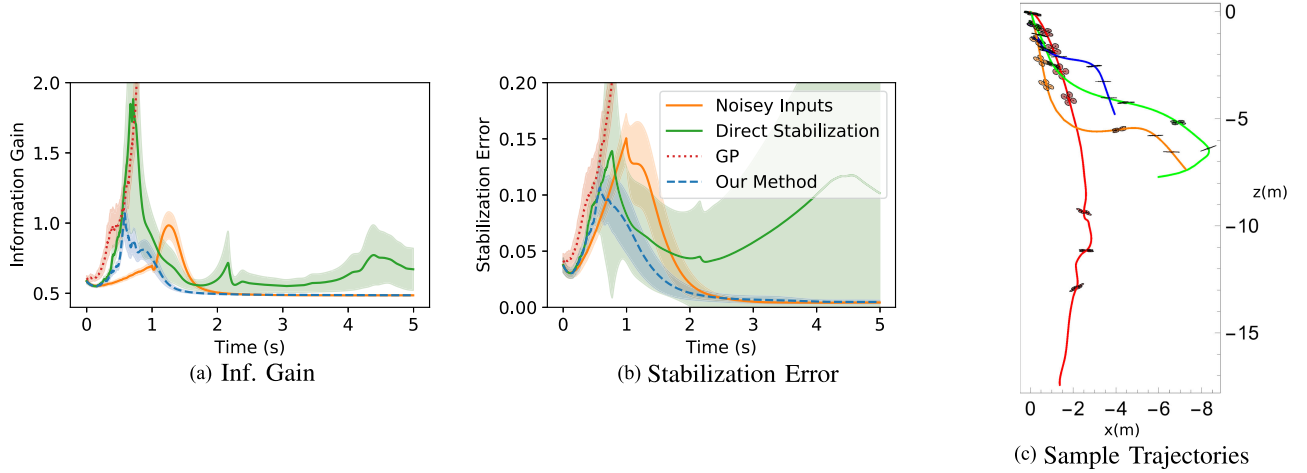 2.0
1.5
1.0
0.5
Information Gain
0 1 2 3 4 5
Time (s)
(a) Inf. Gain
0.20
0.15
0.10
0.05
0.00
Stabilization Error
Noisey Inputs
Direct Stabilization
GP
Our Method
0 1 2 3 4 5
Time (s)
(b) Stabilization Error
0
−5
z(m)
−10
−15
0 −2 −4 −6 −8
x(m)
(c) Sample Trajectories